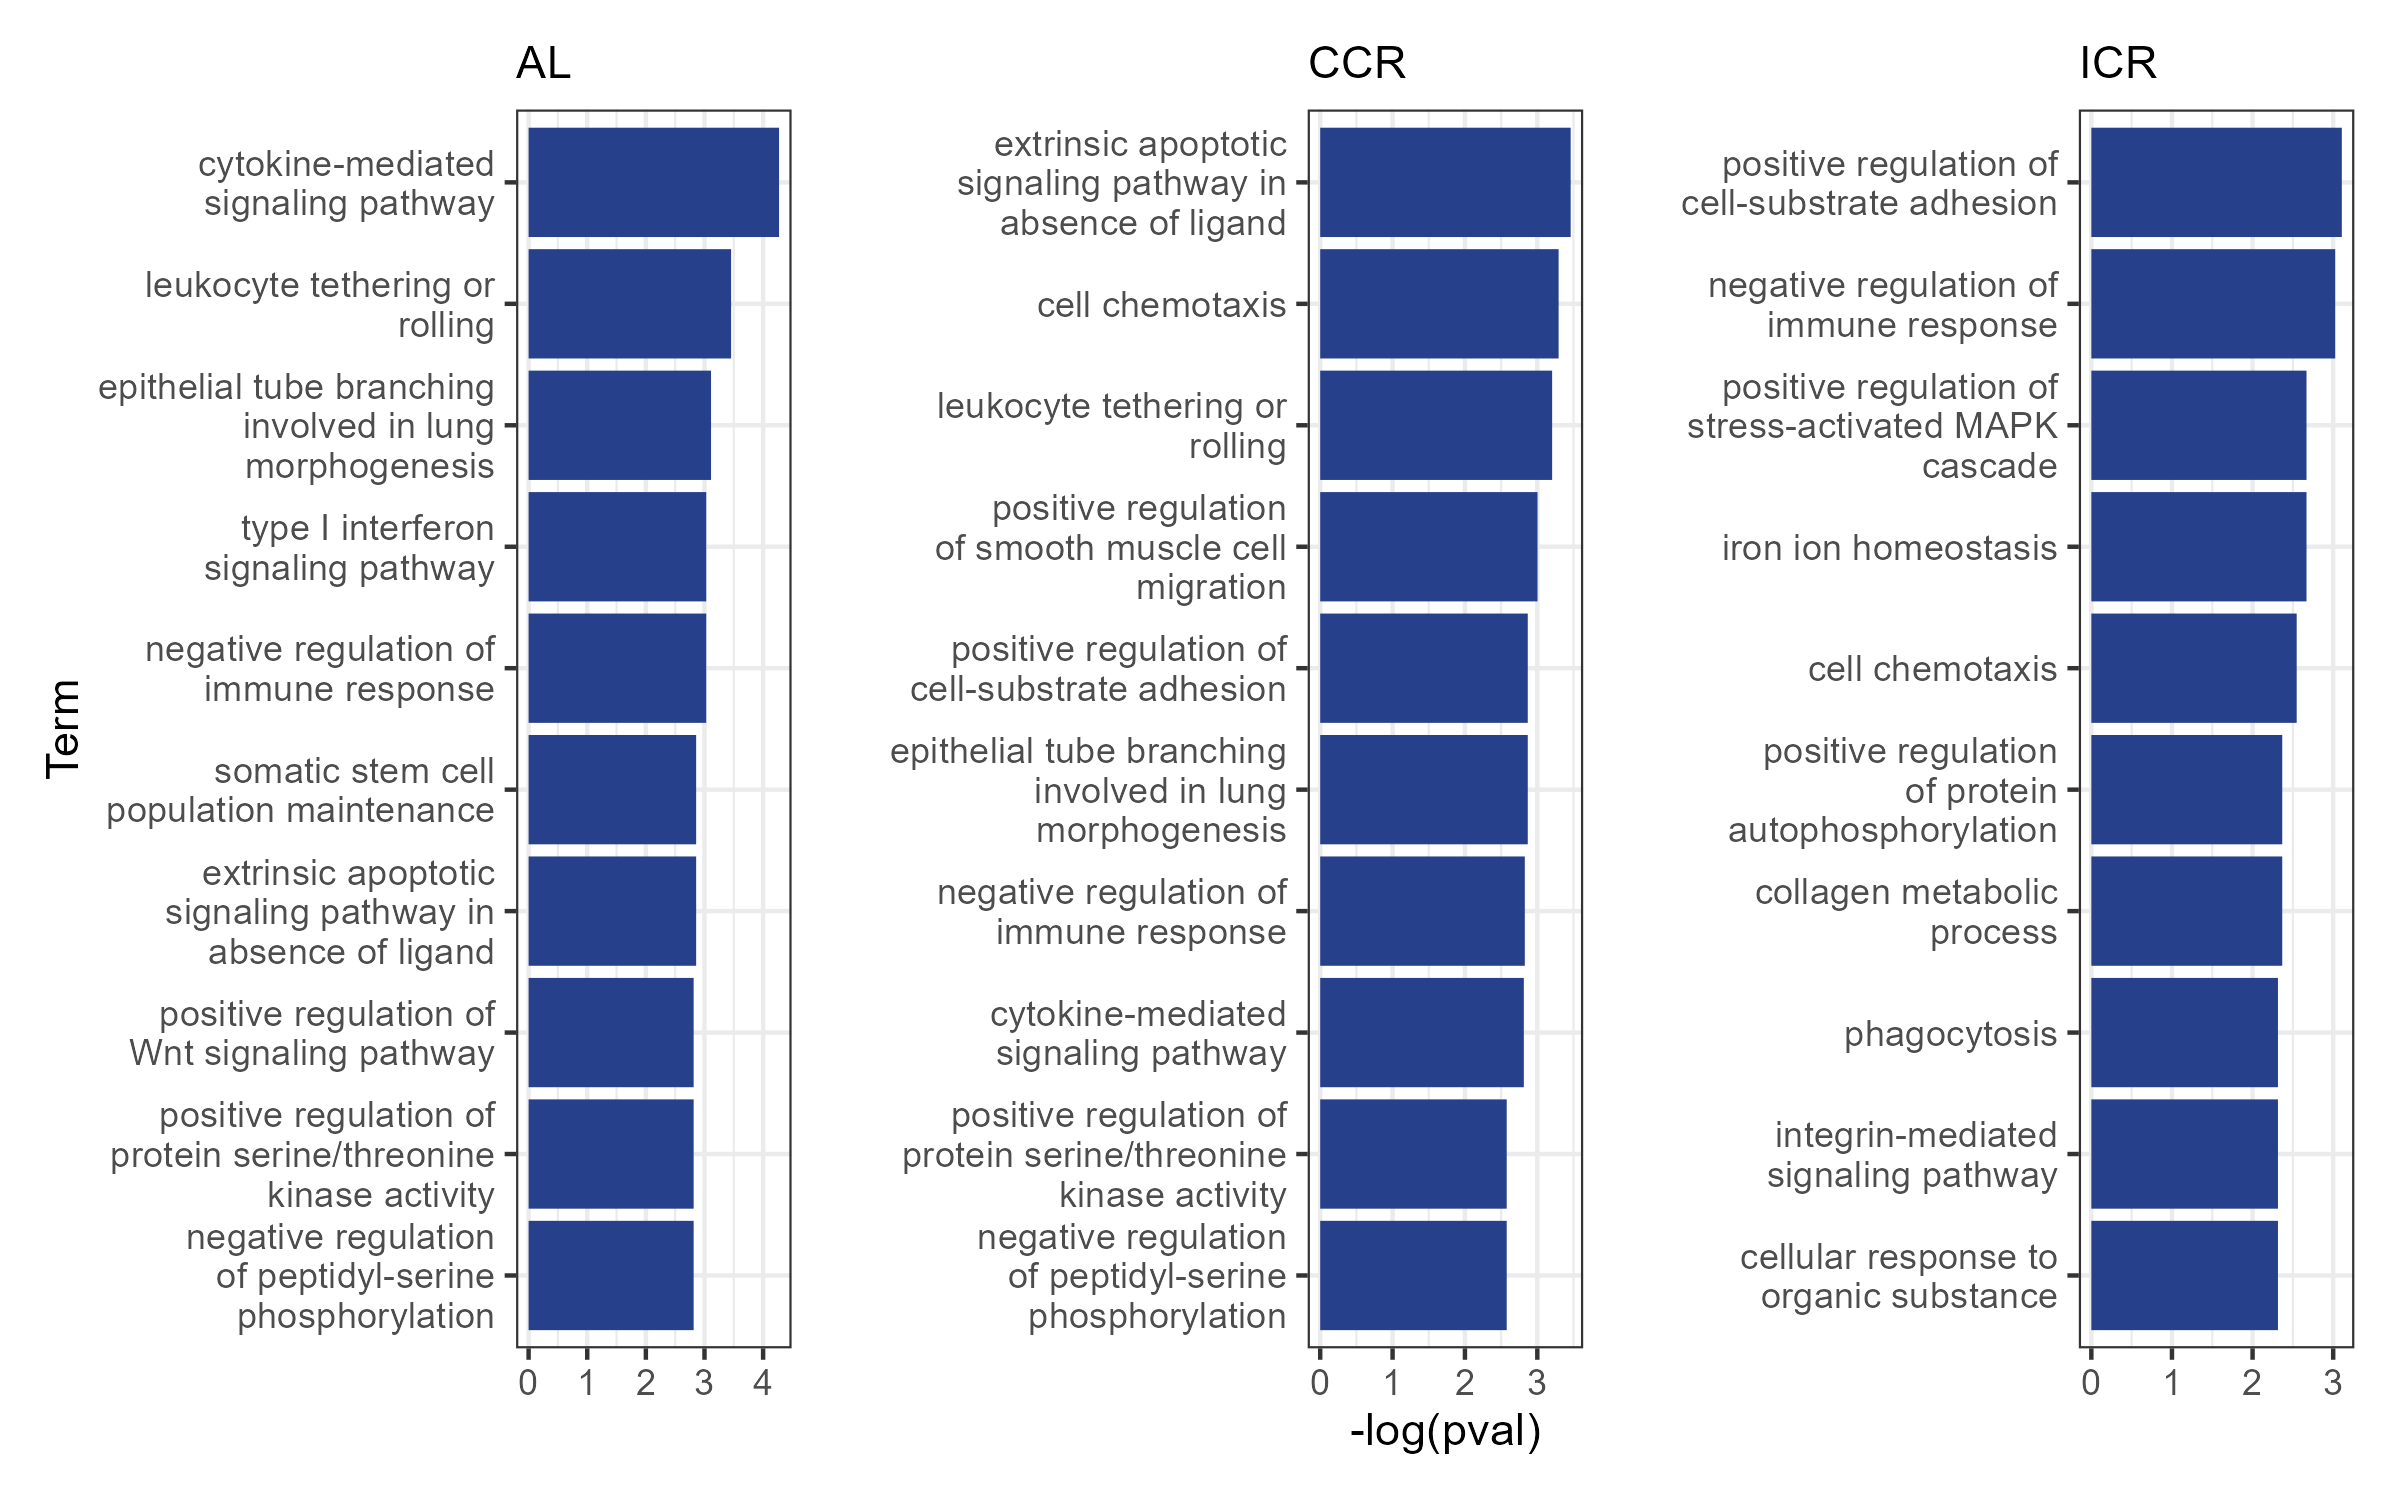 AL
CCR
ICR
Term
cytokine-mediated
signaling pathway
leukocyte tethering or
rolling
epithelial tube branching
involved in lung
morphogenesis
type I interferon
signaling pathway
negative regulation of
immune response
somatic stem cell
population maintenance
extrinsic apoptotic
signaling pathway in
absence of ligand
positive regulation of
Wnt signaling pathway
positive regulation of
protein serine/threonine
kinase activity
negative regulation
of peptidyl-serine
phosphorylation
0 1 2 3 4
extrinsic apoptotic
signaling pathway in
absence of ligand
cell chemotaxis
leukocyte tethering or
rolling
positive regulation
of smooth muscle cell
migration
positive regulation of
cell-substrate adhesion
epithelial tube branching
involved in lung
morphogenesis
negative regulation of
immune response
cytokine-mediated
signaling pathway
positive regulation of
protein serine/threonine
kinase activity
negative regulation
of peptidyl-serine
phosphorylation
0 1 2 3
positive regulation of
cell-substrate adhesion
negative regulation of
immune response
positive regulation of
stress-activated MAPK
cascade
iron ion homeostasis
cell chemotaxis
positive regulation
of protein
autophosphorylation
collagen metabolic
process
phagocytosis
integrin-mediated
signaling pathway
cellular response to
organic substance
0 1 2 3
-log(pval)